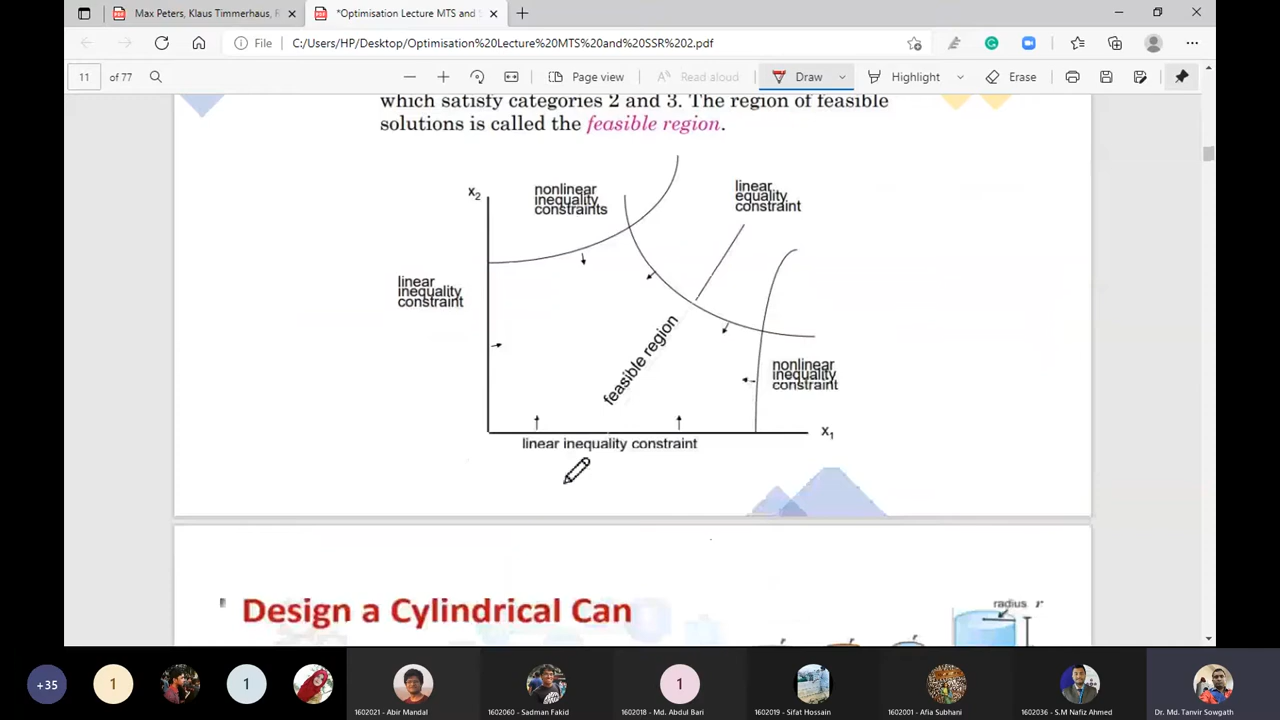 Max Peters, Klaus Timmerhaus, F
*Optimisation Lecture MTS and
File
C:/Users/HP/Desktop/Optimisation%20Lecture%20MTS%20and%20SSR%202.pdf
11 of 77
Page view
Read aloud
Draw
Highlight
Erase
which satisfy categories 2 and 3. The region of feasible
solutions is called the feasible region.
x2
nonlinear
inequality
constraints
linear
equality
constraint
linear
inequality
constraint
feasible region
nonlinear
inequality
constraint
x1
linear inequality constraint
Design a Cylindrical Can
radius r
+35
1
1
1
1602021 - Abir Mandal
1602060 - Sadman Fakid
1602018 - Md. Abdul Bari
1602019 - Sifat Hossain
1602001 - Afia Subhani
1602036 - S.M Nafiz Ahmed
Dr. Md. Tanvir Sowgath